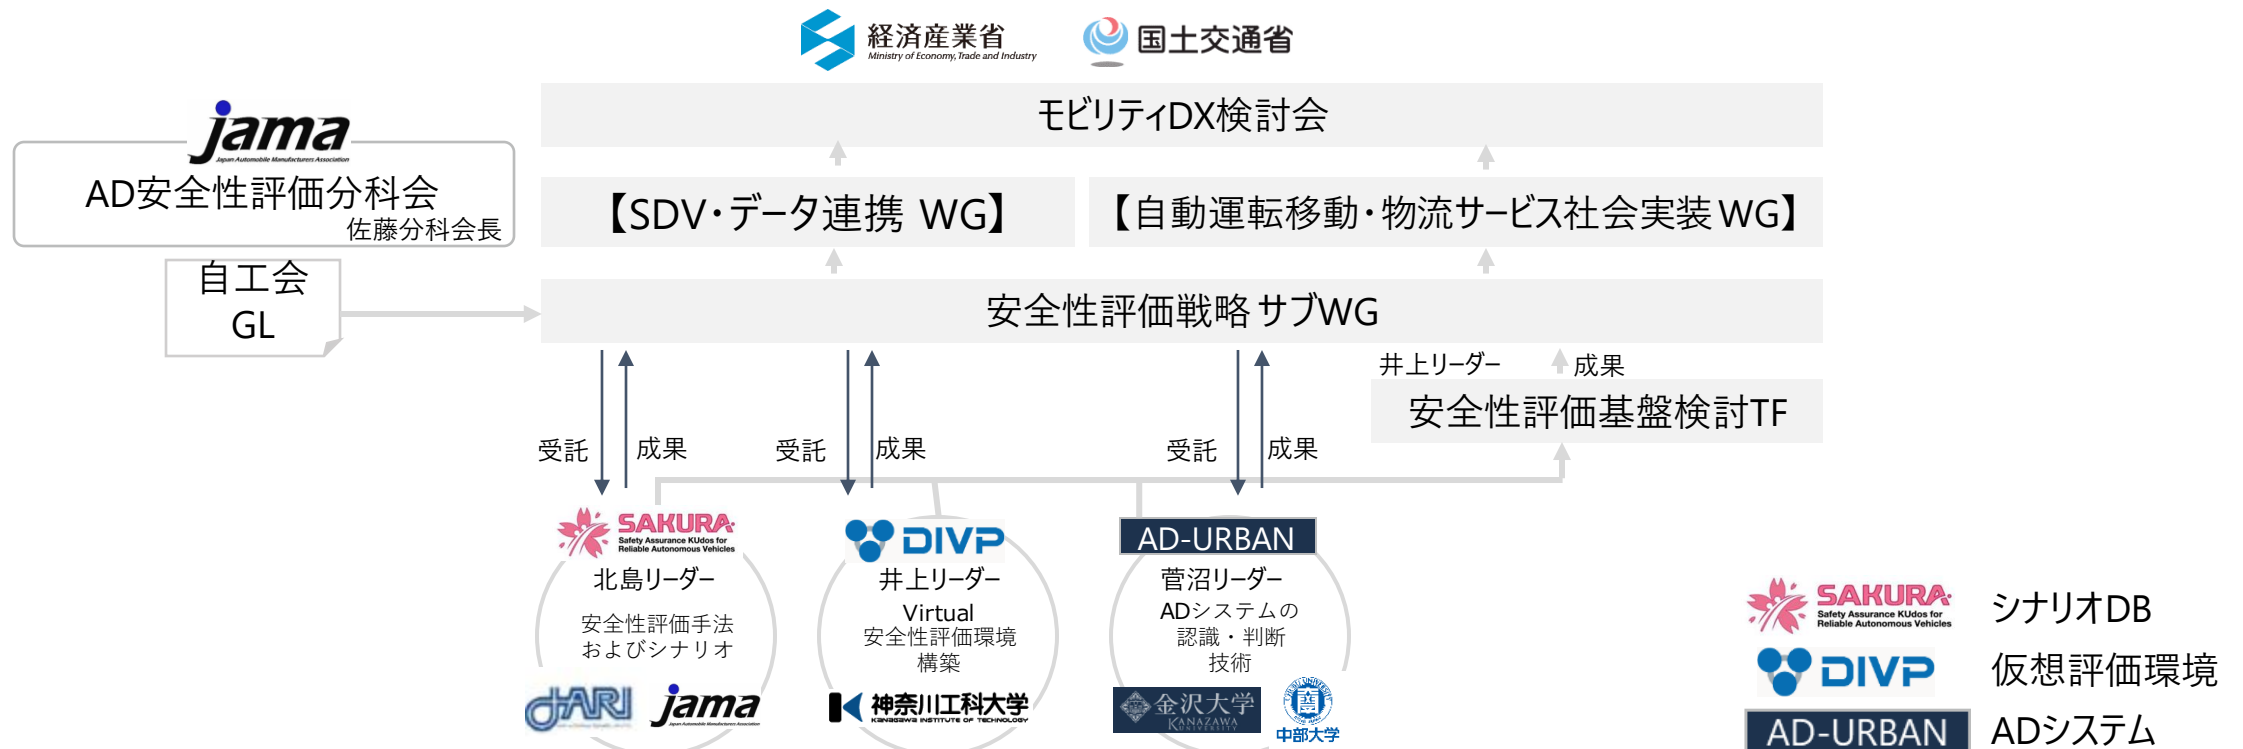 経済産業省
Ministry of Economy, Trade and Industry
国土交通省
モビリティDX検討会
jama
Japan Automobile Manufacturers Association
AD安全性評価分科会
佐藤分科会長
【SDV・データ連携 WG】
【自動運転移動・物流サービス社会実装WG】
自工会
GL
安全性評価戦略 サブWG
井上リーダー
成果
安全性評価基盤検討TF
受託
成果
受託
成果
受託
成果
SAKURA
Safety Assurance KUdos for
Reliable Autonomous Vehicles
北島リーダー
安全性評価手法
およびシナリオ
JARI
jama
Japan Automobile Manufacturers Association
DIVP
井上リーダー
Virtual
安全性評価環境
構築
神奈川工科大学
KANAGAWA INSTITUTE OF TECHNOLOGY
AD-URBAN
菅沼リーダー
ADシステムの
認識・判断
技術
金沢大学
KANAZAWA
UNIVERSITY
中部大学
SAKURA
Safety Assurance KUdos for
Reliable Autonomous Vehicles
シナリオDB
DIVP
仮想評価環境
AD-URBAN
ADシステム